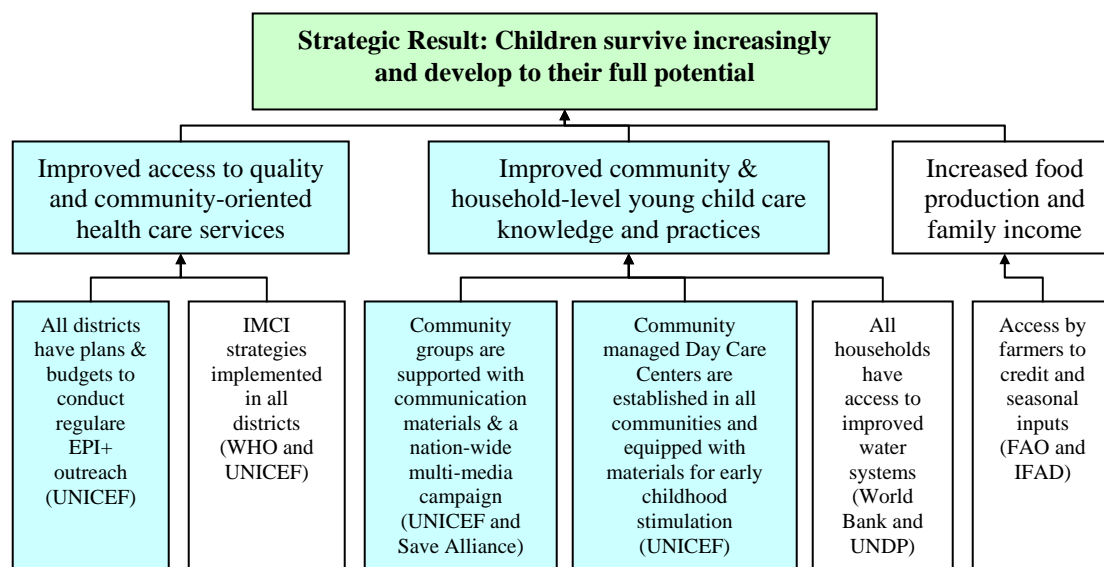 Strategic Result: Children survive increasingly
and develop to their full potential
Improved access to quality
and community-oriented
health care services
Improved community &
household-level young child care
knowledge and practices
Increased food
production and
family income
All districts
have plans &
budgets to
conduct
regulare
EPI+
outreach
(UNICEF)
IMCI
strategies
implemented
in all
districts
(WHO and
UNICEF)
Community
groups are
supported with
communication
materials & a
nation-wide
multi-media
campaign
(UNICEF and
Save Alliance)
Community
managed Day Care
Centers are
established in all
communities and
equipped with
materials for early
childhood
stimulation
(UNICEF)
All
households
have
access to
improved
water
systems
(World
Bank and
UNDP)
Access by
farmers to
credit and
seasonal
inputs
(FAO and
IFAD)